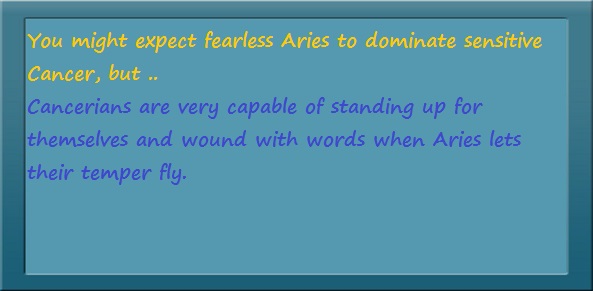 You might expect fearless Aries to dominate sensitive
Cancer, but ..
Cancerians are very capable of standing up for
themselves and wound with words when Aries lets
their temper fly.